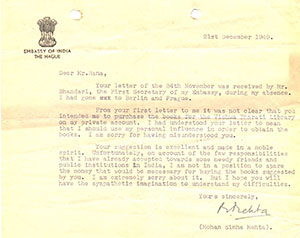 EMBASSY OF INDIA
THE HAGUE
21st December 1949.
Dear Mr. Saha,
Your letter of the 24th November was received by Mr.
Bhandari, the First Secretary of my Embassy, during my absence.
I had gone to Berlin and Prague.
From your first letter to me it was not clear that you
intended me to purchase the books for the Vishwa Bharati Library
on my private account. I had understood your letter to mean
that I should use my personal influence in order to obtain the
books. I am sorry for having misunderstood you.
Your suggestion is excellent and made in a noble
spirit. Unfortunately, on account of the few responsibilities
that I have already accepted towards some needy friends and
public institutions in India, I am not in a position to spare
the money that would be necessary for having the books suggested
by you. I am extremely sorry about it. But I hope you will
have the sympathetic imagination to understand my difficulties.
Yours sincerely,
(Mohan Sinha Mehta).